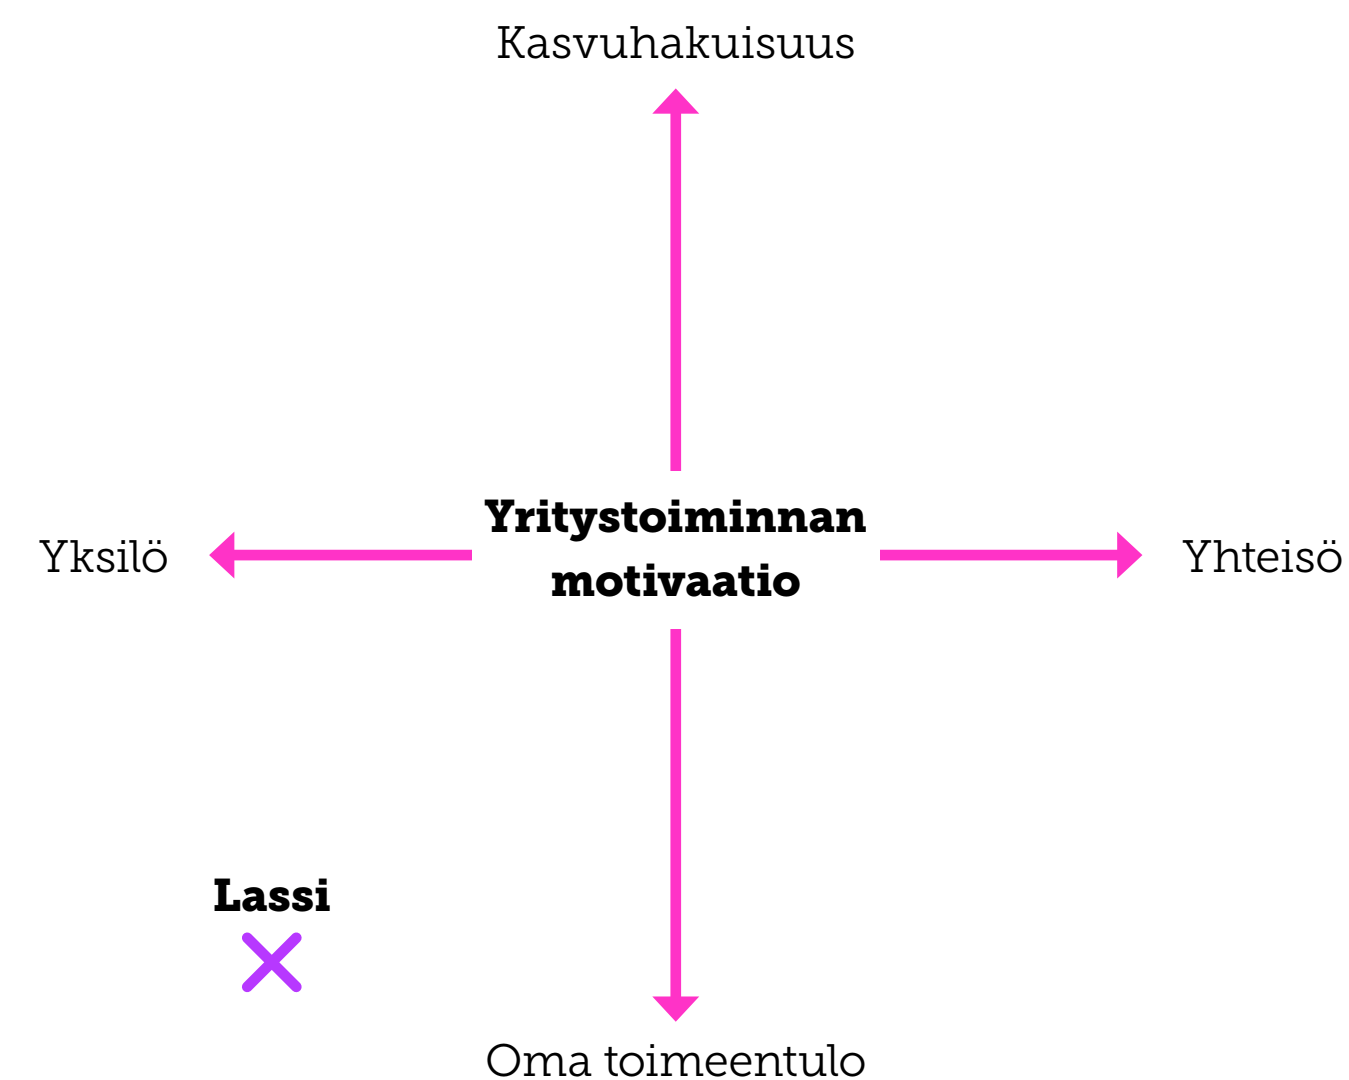 Kasvuhakuisuus
Yritystoiminnan
motivaatio
Yksilö
Yhteisö
Lassi
Oma toimeentulo